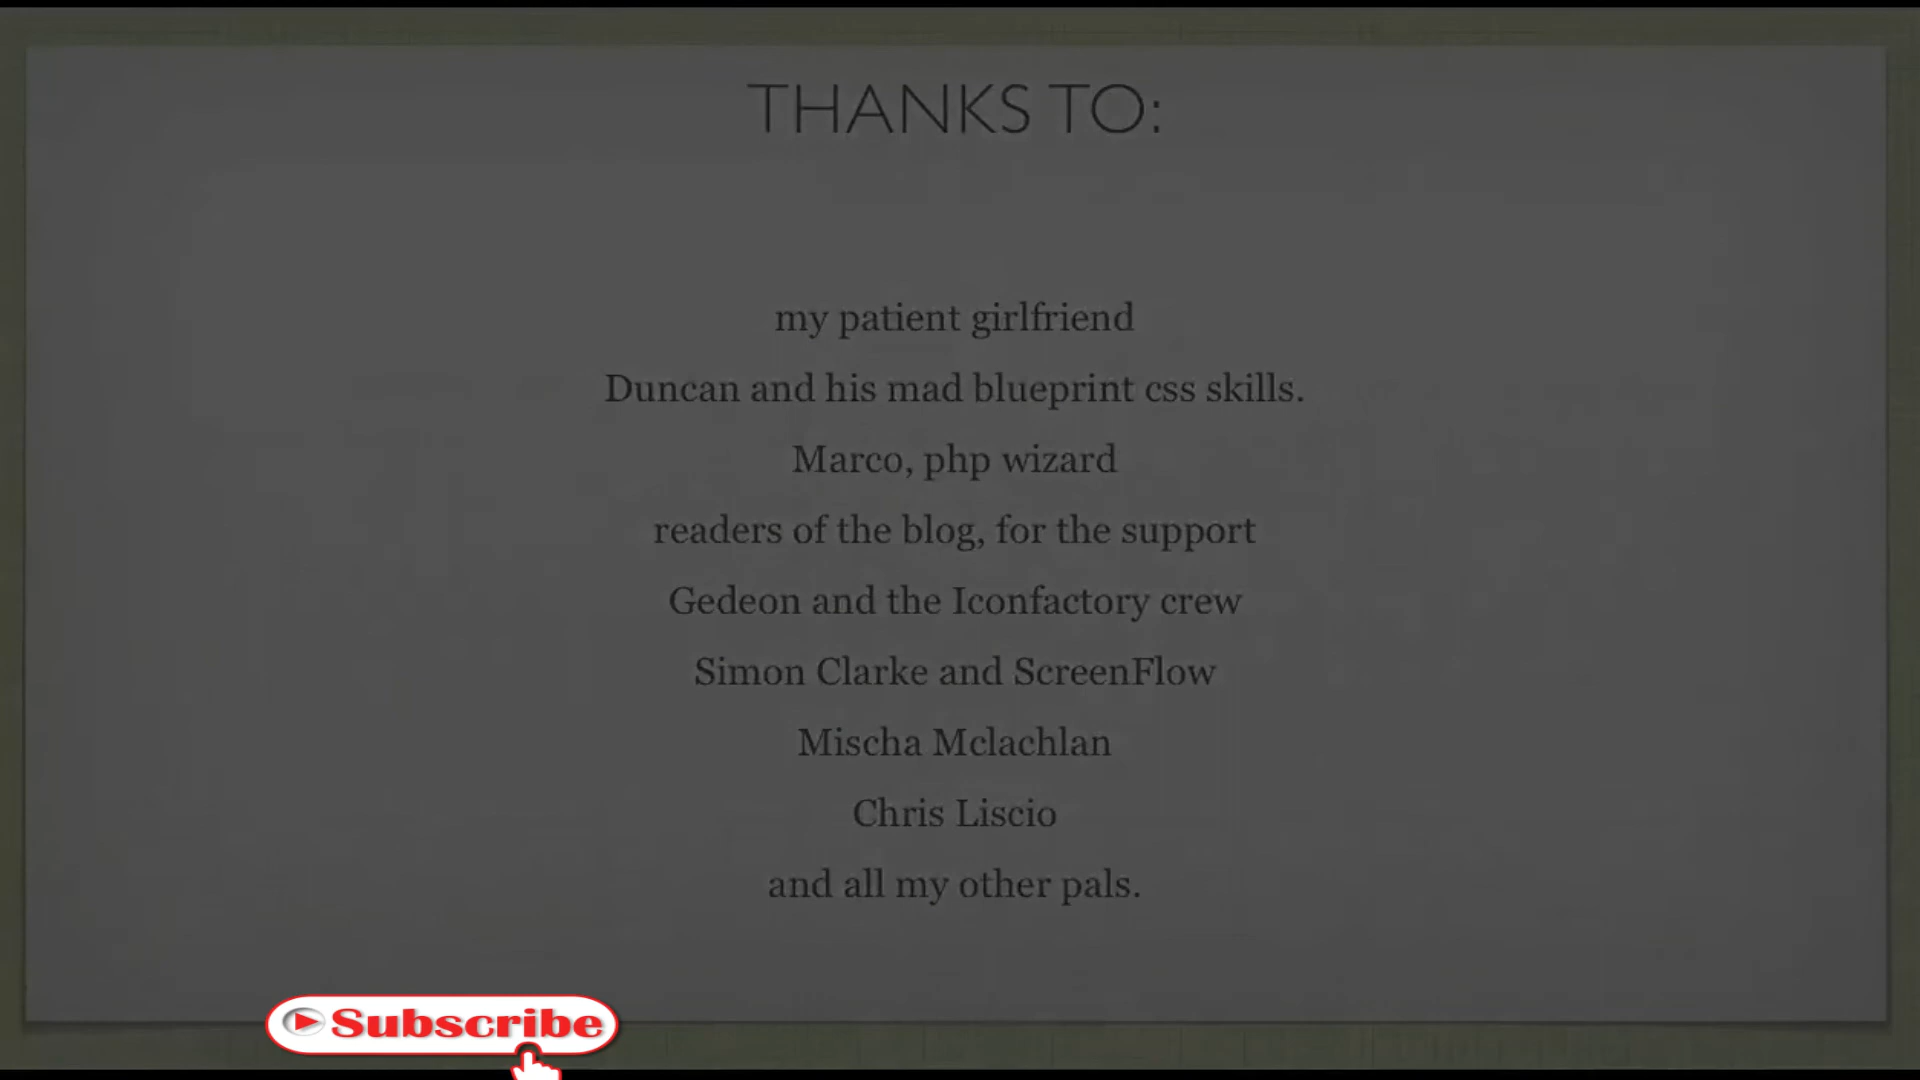 THANKS TO:
my patient girlfriend
Duncan and his mad blueprint css skills.
Marco, php wizard
readers of the blog, for the support
Gedeon and the Iconfactory crew
Simon Clarke and ScreenFlow
Mischa Mclachlan
Chris Liscio
and all my other pals.
Subscribe